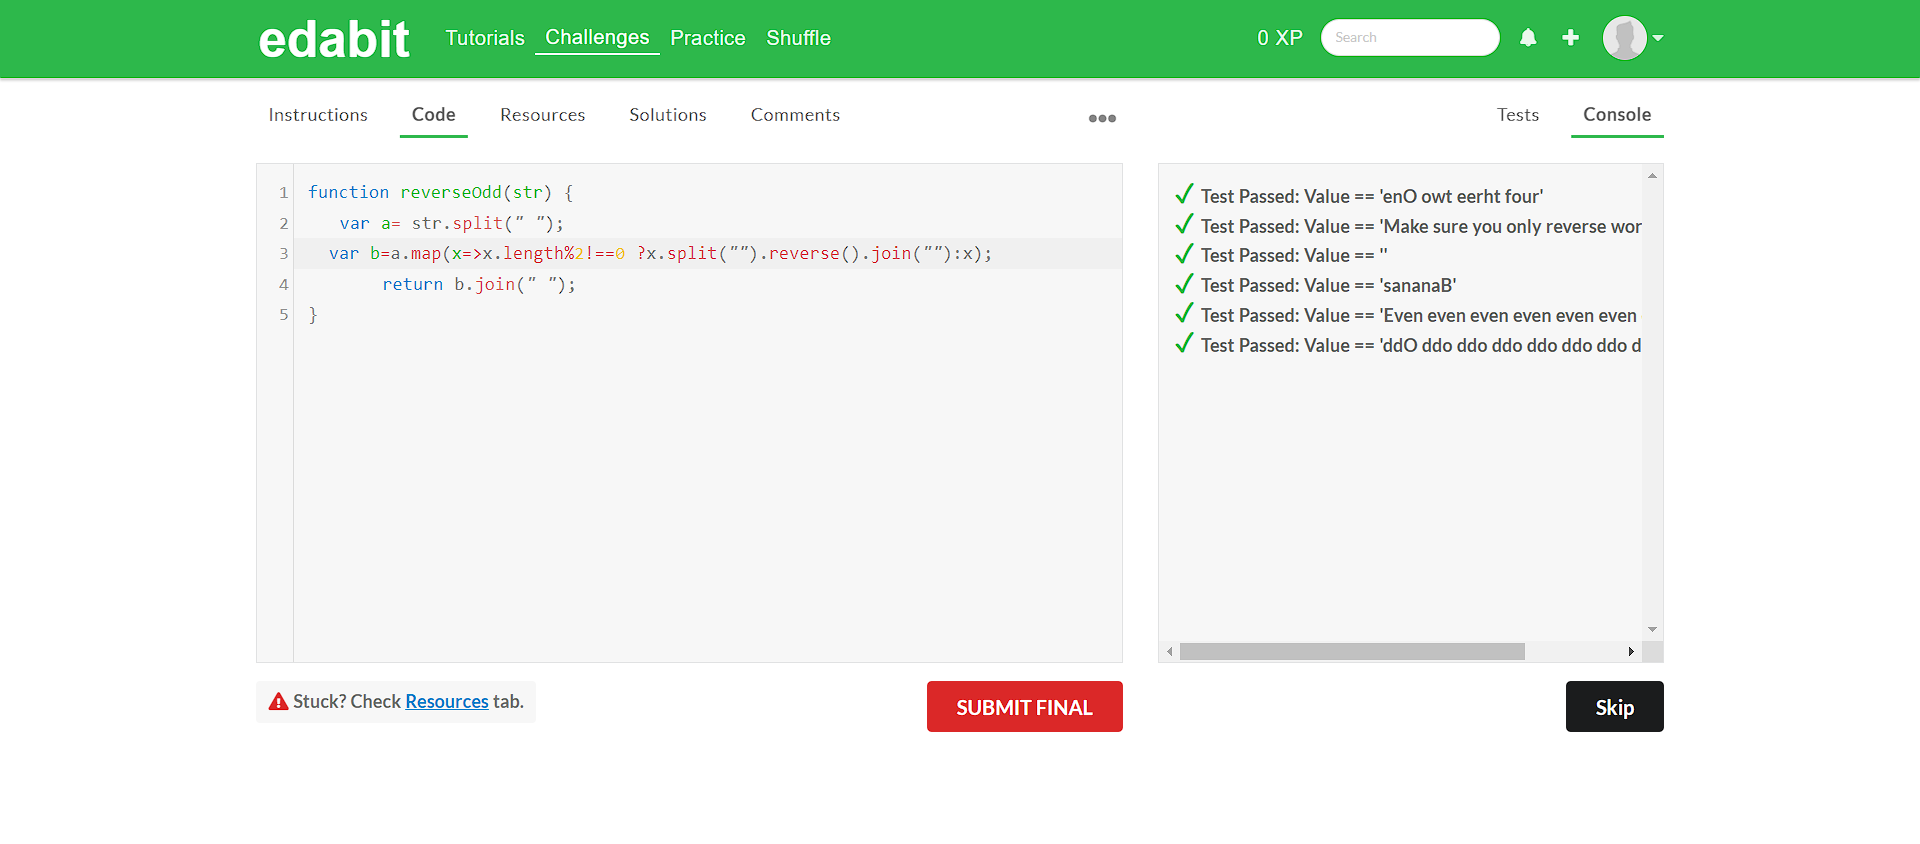 edabit Tutorials Challenges Practice Shuffle 0 XP Search
Instructions Code Resources Solutions Comments Tests Console
1 function reverseOdd(str) {
2 var a= str.split(" ");
3 var b=a.map(x=>x.length%2!==0 ?x.split("").reverse().join(""):x);
4 return b.join(" ");
5 }
Test Passed: Value == 'enO owt eerht four'
Test Passed: Value == 'Make sure you only reverse wor
Test Passed: Value == ''
Test Passed: Value == 'sananaB'
Test Passed: Value == 'Even even even even even even
Test Passed: Value == 'ddO ddo ddo ddo ddo ddo ddo d
Stuck? Check Resources tab.
SUBMIT FINAL
Skip